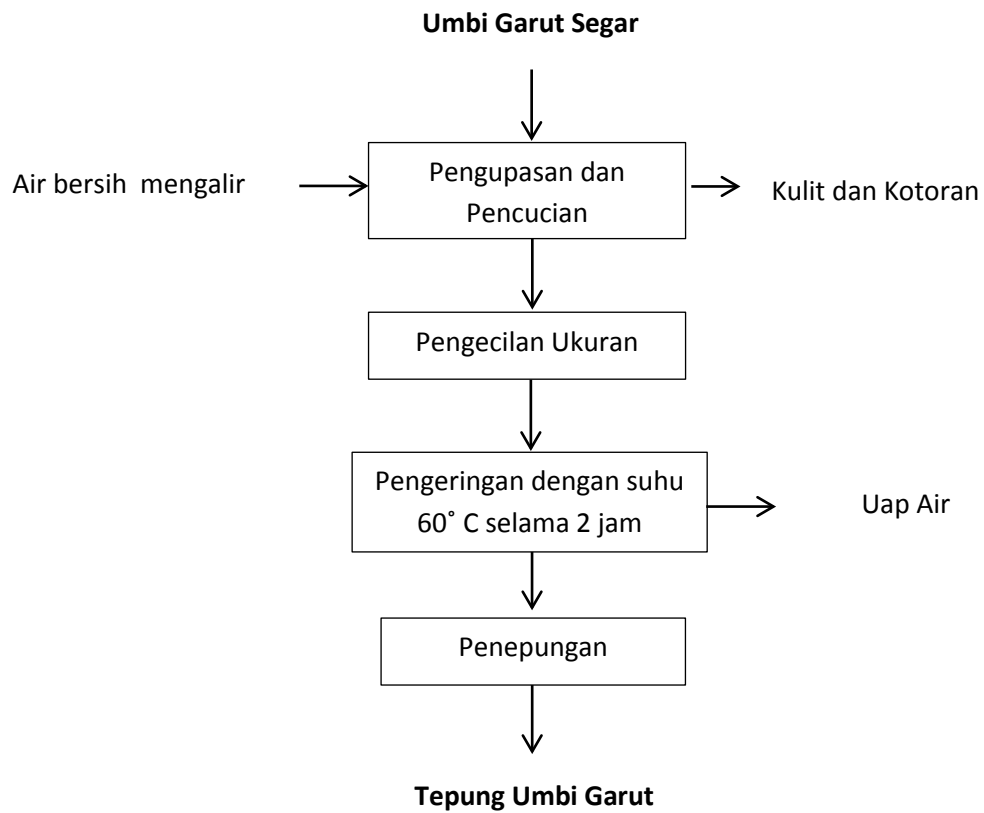 Umbi Garut Segar
Air bersih  mengalir
Pengupasan dan
Pencucian
Kulit dan Kotoran
Pengecilan Ukuran
Pengeringan dengan suhu
60˚ C selama 2 jam
Uap Air
Penepungan
Tepung Umbi Garut